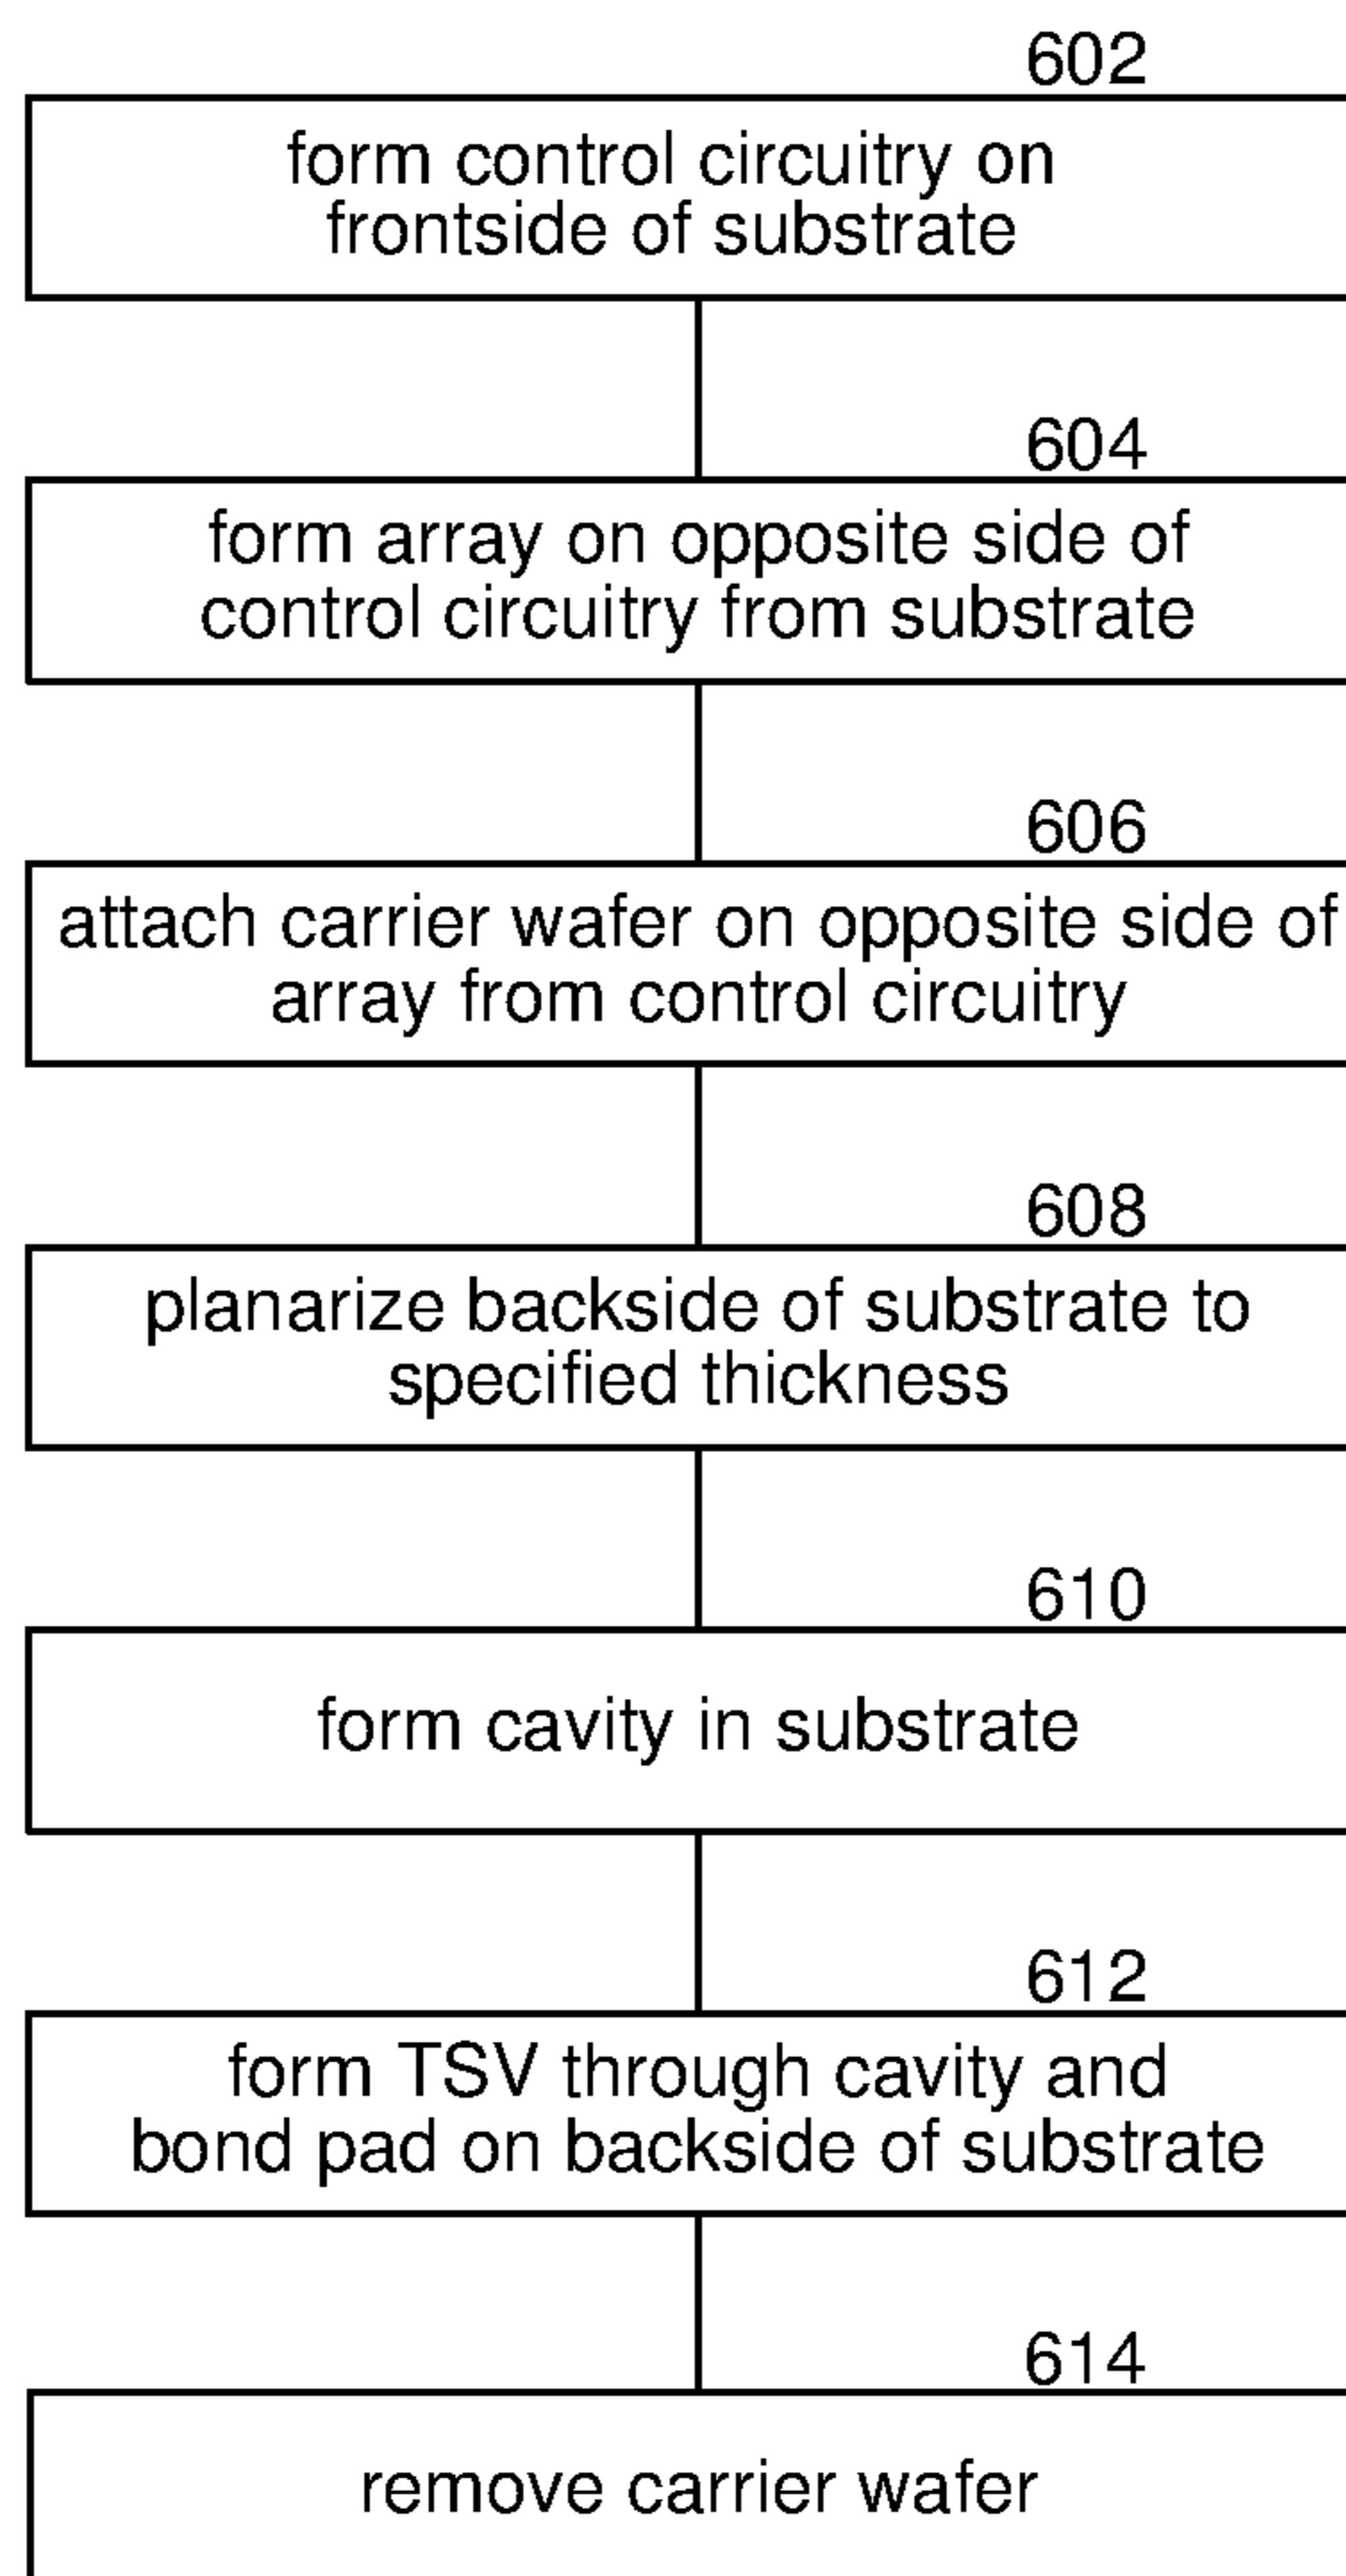 602
form control circuitry on
frontside of substrate
604
form array on opposite side of
control circuitry from substrate
606
attach carrier wafer on opposite side of
array from control circuitry
608
planarize backside of substrate to
specified thickness
610
form cavity in substrate
612
form TSV through cavity and
bond pad on backside of substrate
614
remove carrier wafer